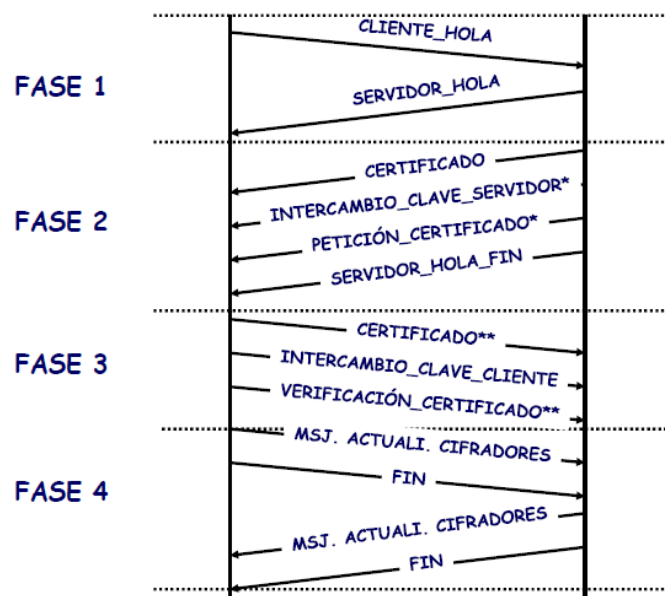 CLIENTE_HOLA
FASE 1
SERVIDOR_HOLA
CERTIFICADO
INTERCAMBIO_CLAVE_SERVIDOR*
FASE 2
PETICIÓN_CERTIFICADO*
SERVIDOR_HOLA_FIN
CERTIFICADO**
FASE 3
INTERCAMBIO_CLAVE_CLIENTE
VERIFICACIÓN_CERTIFICADO**
MSJ. ACTUALI. CIFRADORES
FASE 4
FIN
MSJ. ACTUALI. CIFRADORES
FIN